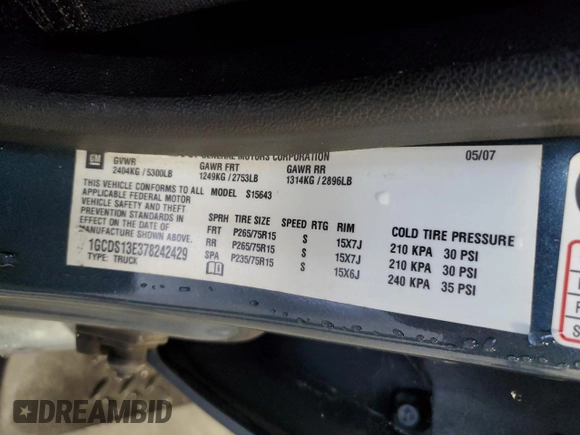 GM
BY GENERAL MOTORS CORPORATION 05/07
GVWR GAWR FRT GAWR RR
2404KG / 5300LB 1249KG / 2753LB 1314KG / 2896LB
THIS VEHICLE CONFORMS TO ALL MODEL S15643
APPLICABLE FEDERAL MOTOR
VEHICLE SAFETY AND THEFT
PREVENTION STANDARDS IN
EFFECT ON THE DATE OF
MANUFACTURE SHOWN ABOVE.
1GCDS13E378242429
TYPE: TRUCK
SPRH TIRE SIZE SPEED RTG RIM COLD TIRE PRESSURE
FRT P265/75R15 S 15X7J 210 KPA 30 PSI
RR P265/75R15 S 15X7J 210 KPA 30 PSI
SPA P235/75R15 S 15X6J 240 KPA 35 PSI
DREAMBID